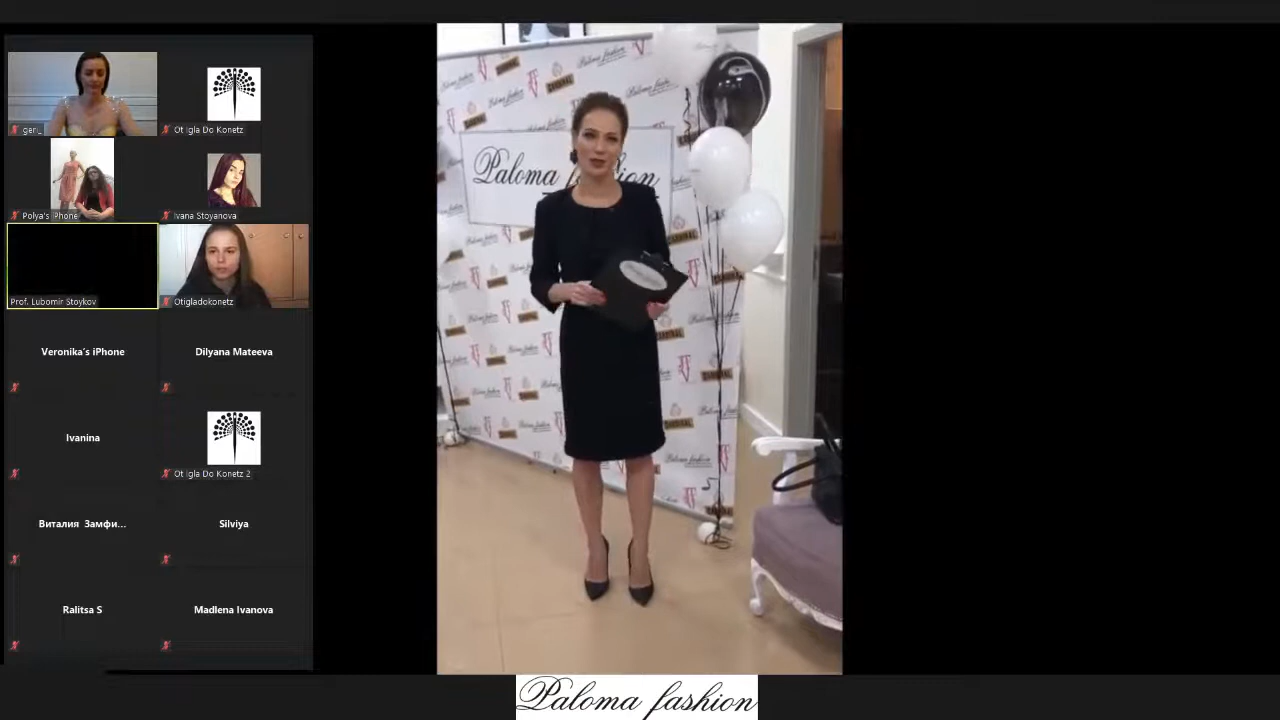 geri_
Ot Igla Do Konetz
Polya's iPhone
Ivana Stoyanova
Prof. Lubomir Stoykov
Otigladokonetz
Veronika's iPhone
Dilyana Mateeva
Ivanina
Ot Igla Do Konetz 2
Виталия Замфи...
Silviya
Ralitsa S
Madlena Ivanova
Paloma fashion
Paloma fashion